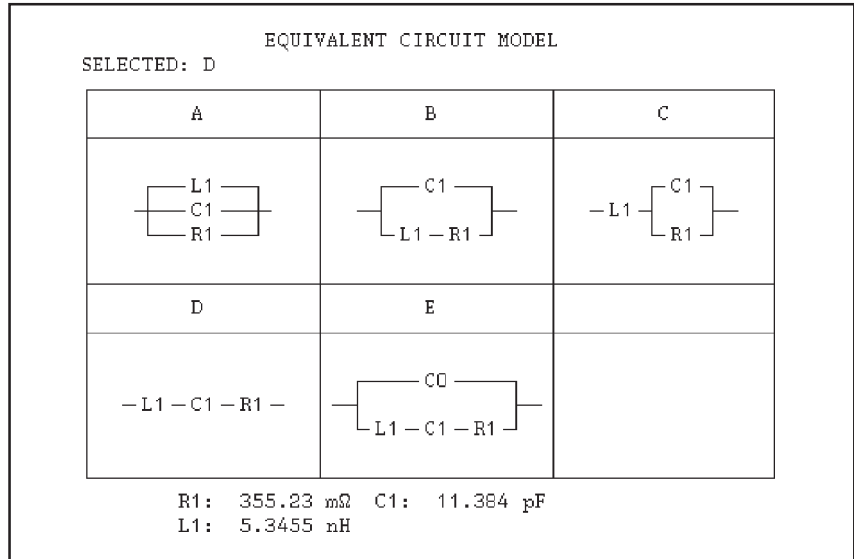 EQUIVALENT CIRCUIT MODEL
SELECTED: D
A B C
L1 C1
C1 L1 C1
R1 L1 R1 R1
D E
C0
L1 C1 R1
L1 C1 R1
R1: 355.23 mΩ C1: 11.384 pF
L1: 5.3455 nH